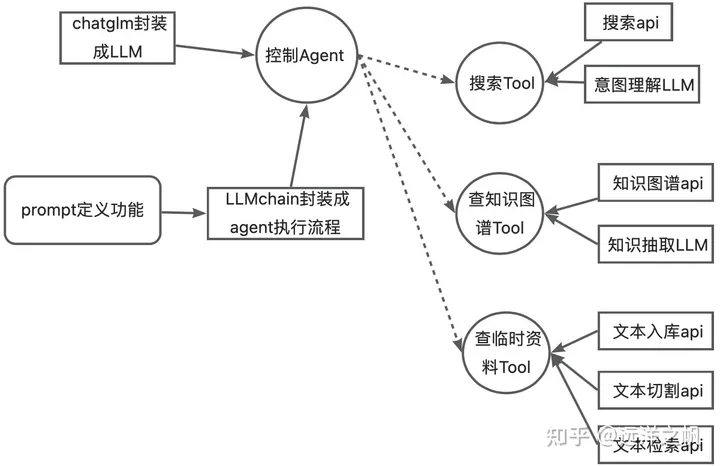 chatglm封装
成LLM
控制Agent
搜索api
搜索Tool
意图理解LLM
prompt定义功能
LLMchain封装成
agent执行流程
查知识图
谱Tool
知识图谱api
知识抽取LLM
查临时资
料Tool
文本入库api
文本切割api
文本检素api
知乎 @远洋之帆